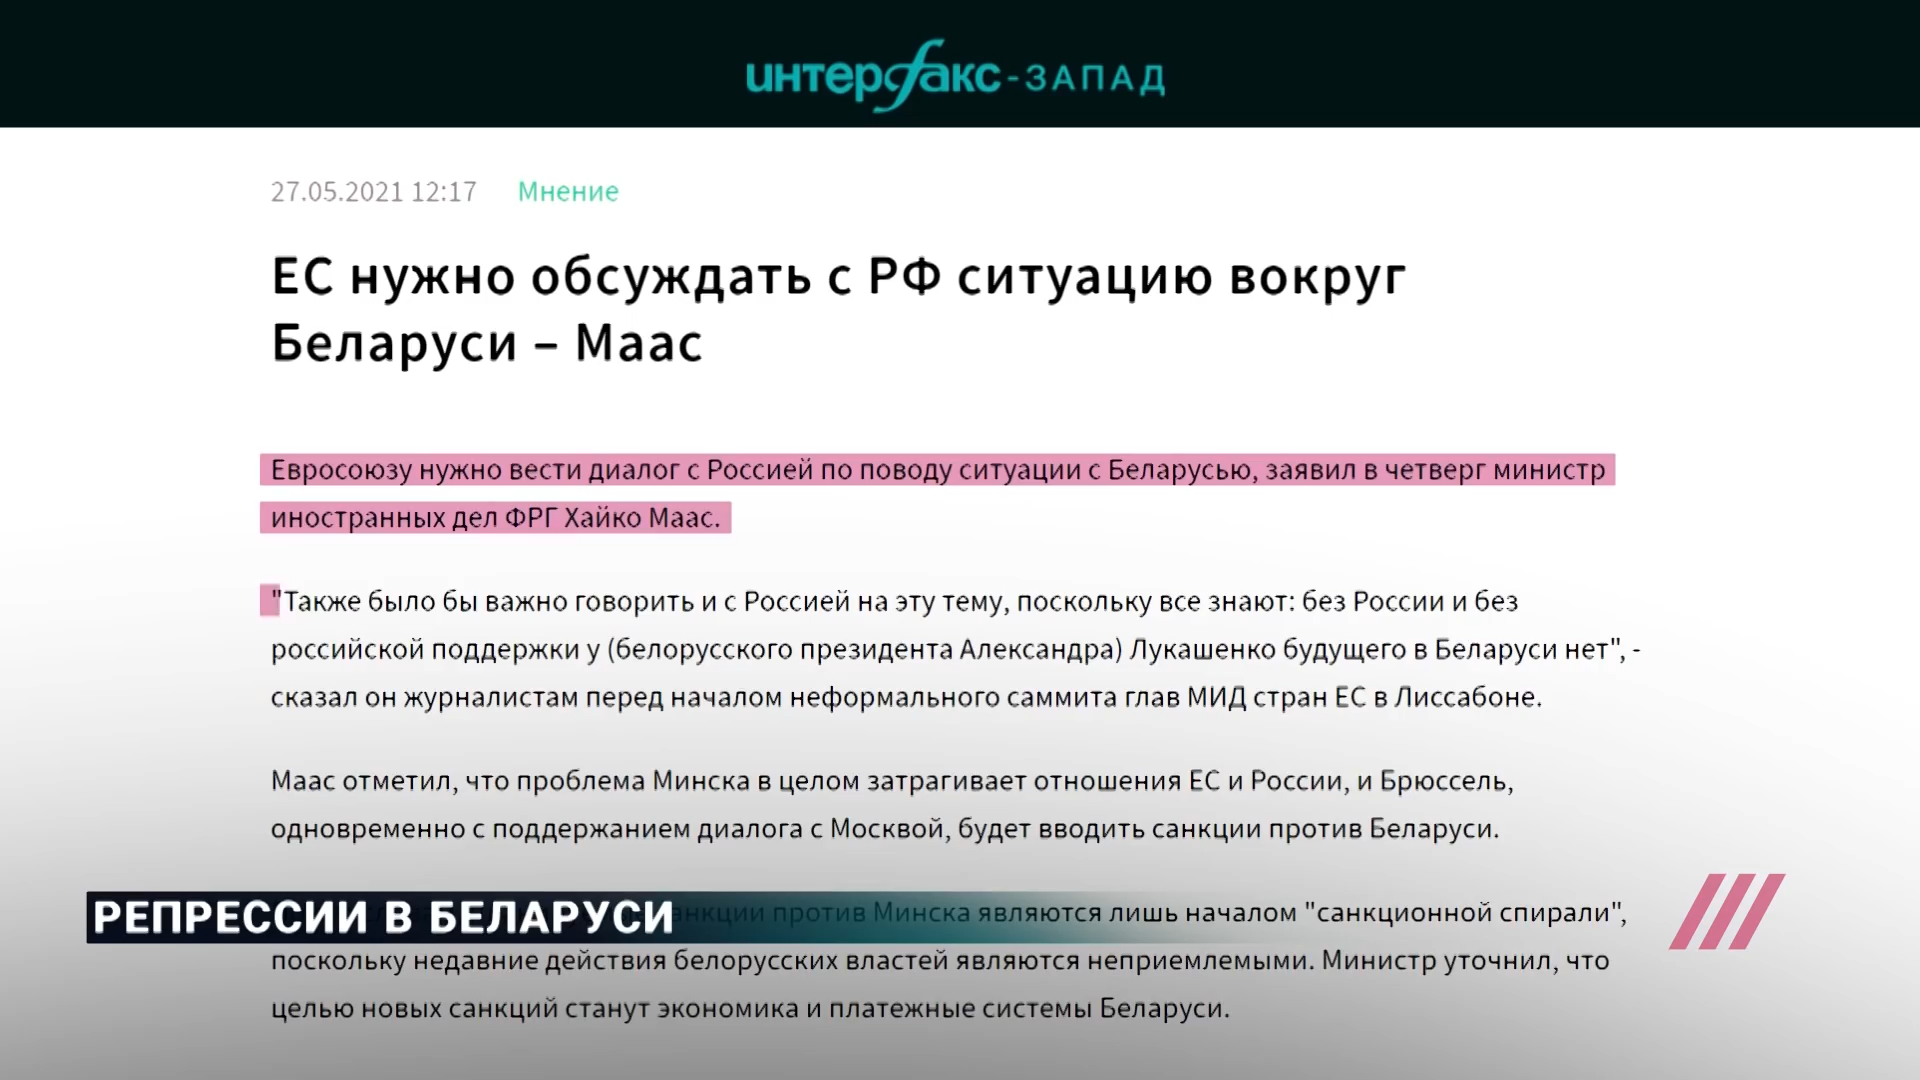 интерфакс-ЗАПАД
27.05.2021 12:17 Мнение
ЕС нужно обсуждать с РФ ситуацию вокруг
Беларуси – Маас
Евросоюзу нужно вести диалог с Россией по поводу ситуации с Беларусью, заявил в четверг министр
иностранных дел ФРГ Хайко Маас.
"Также было бы важно говорить и с Россией на эту тему, поскольку все знают: без России и без
российской поддержки у (белорусского президента Александра) Лукашенко будущего в Беларуси нет", -
сказал он журналистам перед началом неформального саммита глав МИД стран ЕС в Лиссабоне.
Маас отметил, что проблема Минска в целом затрагивает отношения ЕС и России, и Брюссель,
одновременно с поддержанием диалога с Москвой, будет вводить санкции против Беларуси.
РЕПРЕССИИ В БЕЛАРУСИ
против Минска являются лишь началом "санкционной спирали",
поскольку недавние действия белорусских властей являются неприемлемыми. Министр уточнил, что
целью новых санкций станут экономика и платежные системы Беларуси.